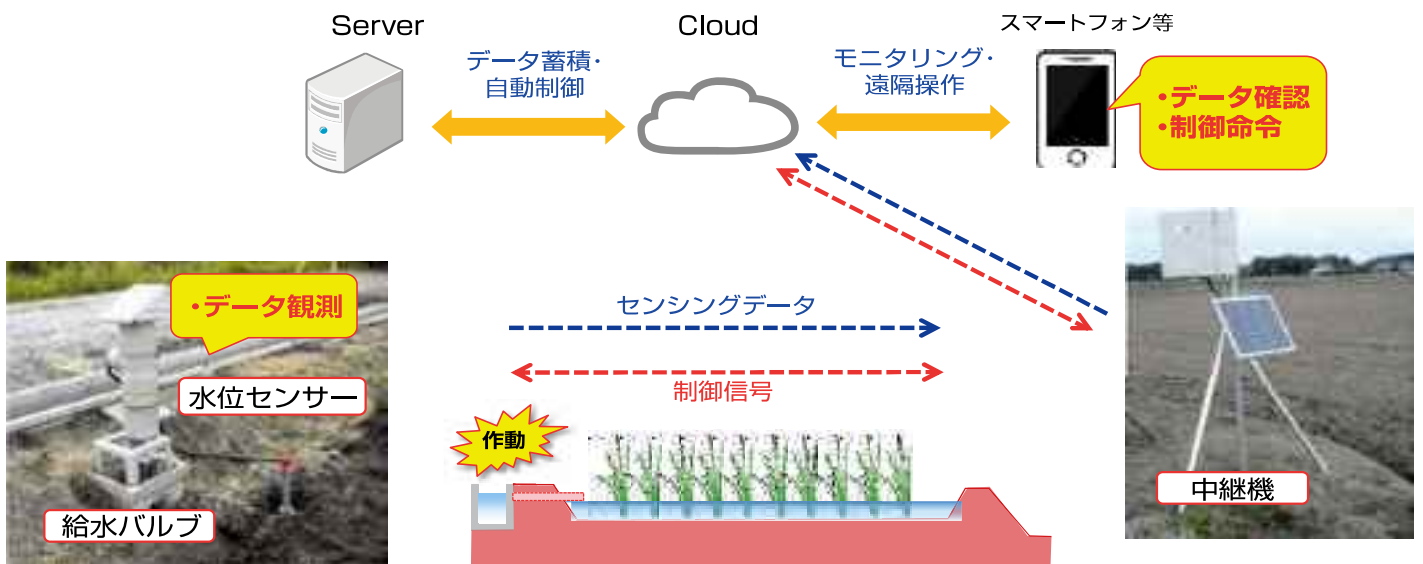 Server
Cloud
スマートフォン等
データ蓄積・
自動制御
モニタリング・
遠隔操作
・データ確認
・制御命令
・データ観測
センシングデータ
水位センサー
制御信号
作動
中継機
給水バルブ